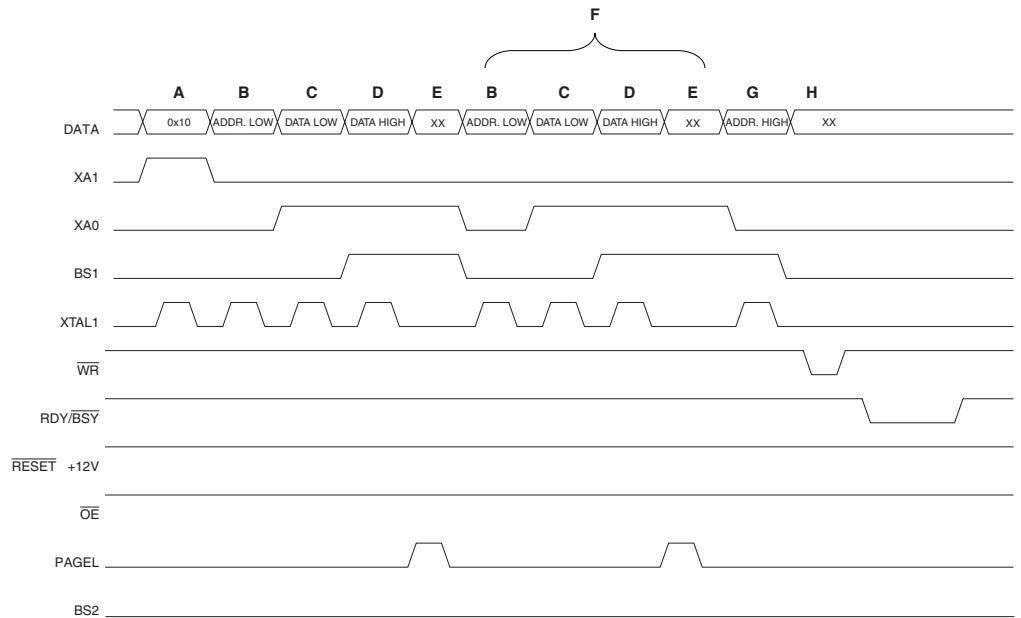 F
A B C D E B C D E G H
DATA 0x10 ADDR. LOW DATA LOW DATA HIGH XX ADDR. LOW DATA LOW DATA HIGH XX ADDR. HIGH XX
XA1
XA0
BS1
XTAL1
WR
RDY/BSY
RESET +12V
OE
PAGEL
BS2